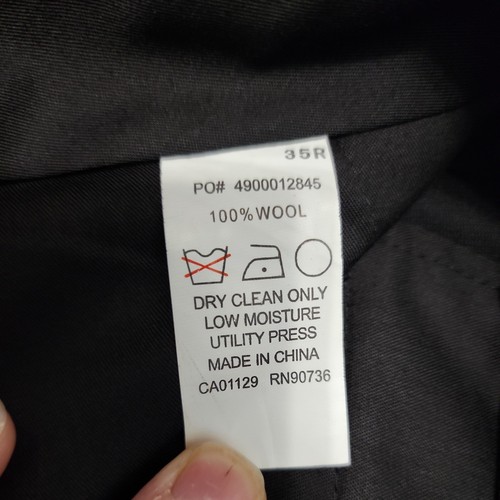 35R
PO# 4900012845
100% WOOL
DRY CLEAN ONLY
LOW MOISTURE
UTILITY PRESS
MADE IN CHINA
CA01129 RN90736